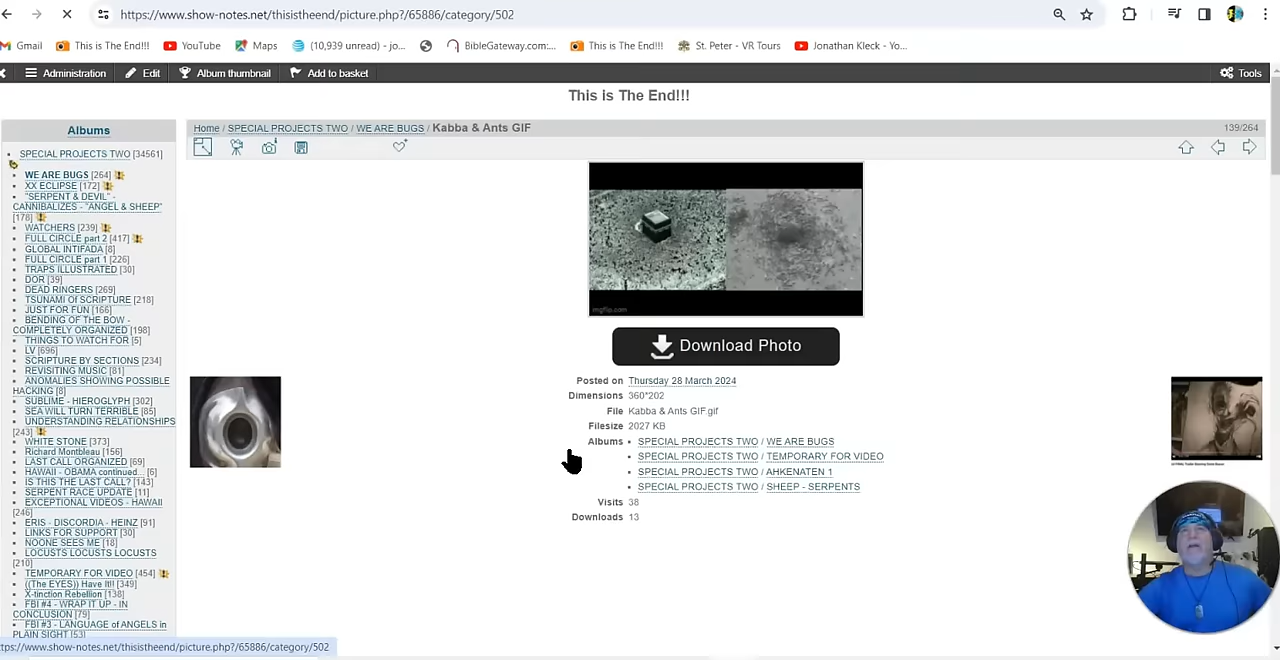 https://www.show-notes.net/thisistheend/picture.php?/65886/category/502
Gmail This is The End!!! YouTube Maps (10,939 unread) - jo... BibleGateway.com:... This is The End!!! St. Peter - VR Tours Jonathan Kleck - Yo...
Administration Edit Album thumbnail Add to basket Tools
This is The End!!!
Albums
SPECIAL PROJECTS TWO [34561]
WE ARE BUGS [264]
XX ECLIPSE [172]
"SERPENT & DEVIL" -
CANNIBALIZES - "ANGEL & SHEEP"
[178]
WATCHERS [239]
FULL CIRCLE part 2 [417]
GLOBAL INTIFADA [8]
FULL CIRCLE part 1 [226]
TRAPS ILLUSTRATED [30]
DOR [39]
DEAD RINGERS [269]
TSUNAMI of SCRIPTURE [218]
JUST FOR FUN [166]
BENDING OF THE BOW -
COMPLETELY ORGANIZED [198]
THINGS TO WATCH FOR [5]
LV [696]
SCRIPTURE BY SECTIONS [234]
REVISITING MUSIC [81]
ANOMALIES SHOWING POSSIBLE
HACKING [8]
SUBLIME - HIEROGLYPH [302]
SEA WILL TURN TERRIBLE [85]
UNDERSTANDING RELATIONSHIPS
[243]
WHITE STONE [373]
Richard Montbleau [156]
LAST CALL ORGANIZED [69]
HAWAII - OBAMA continued... [6]
IS THIS THE LAST CALL? [143]
SERPENT RACE UPDATE [11]
EXCEPTIONAL VIDEOS - HAWAII
[246]
ERIS - DISCORDIA - HEINZ [91]
LINKS FOR SUPPORT [30]
NOONE SEES ME [18]
LOCUSTS LOCUSTS LOCUSTS
[210]
TEMPORARY FOR VIDEO [454]
((The EYES)) Have It!! [349]
X-tinction Rebellion [138]
FBI #4 - WRAP IT UP - IN
CONCLUSION [79]
FBI #3 - LANGUAGE of ANGELS in
PLAIN SIGHT [53]
Home / SPECIAL PROJECTS TWO / WE ARE BUGS / Kabba & Ants GIF 139/264
imgflip.com
Download Photo
Posted on Thursday 28 March 2024
Dimensions 360*202
File Kabba & Ants GIF.gif
Filesize 2027 KB
Albums SPECIAL PROJECTS TWO / WE ARE BUGS
SPECIAL PROJECTS TWO / TEMPORARY FOR VIDEO
SPECIAL PROJECTS TWO / AHKENATEN 1
SPECIAL PROJECTS TWO / SHEEP - SERPENTS
Visits 38
Downloads 13
ttps://www.show-notes.net/thisistheend/picture.php?/65886/category/502